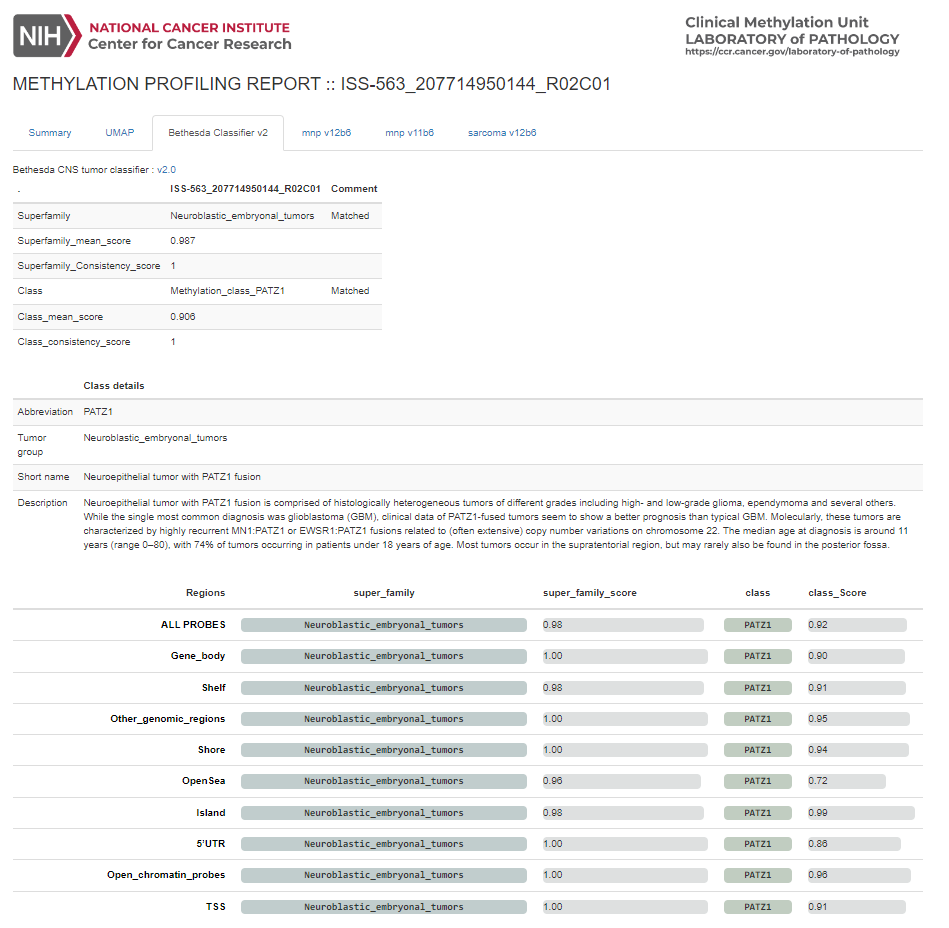 NIH NATIONAL CANCER INSTITUTE
Center for Cancer Research
Clinical Methylation Unit
LABORATORY of PATHOLOGY
https://ccr.cancer.gov/laboratory-of-pathology
METHYLATION PROFILING REPORT :: ISS-563_207714950144_R02C01
Summary UMAP Bethesda Classifier v2 mnp v12b6 mnp v11b6 sarcoma v12b6
Bethesda CNS tumor classifier : v2.0
. ISS-563_207714950144_R02C01 Comment
Superfamily Neuroblastic_embryonal_tumors Matched
Superfamily_mean_score 0.987
Superfamily_Consistency_score 1
Class Methylation_class_PATZ1 Matched
Class_mean_score 0.906
Class_consistency_score 1
Class details
Abbreviation PATZ1
Tumor group Neuroblastic_embryonal_tumors
Short name Neuroepithelial tumor with PATZ1 fusion
Description Neuroepithelial tumor with PATZ1 fusion is comprised of histologically heterogeneous tumors of different grades including high- and low-grade glioma, ependymoma and several others.
While the single most common diagnosis was glioblastoma (GBM), clinical data of PATZ1-fused tumors seem to show a better prognosis than typical GBM. Molecularly, these tumors are
characterized by highly recurrent MN1:PATZ1 or EWSR1:PATZ1 fusions related to (often extensive) copy number variations on chromosome 22. The median age at diagnosis is around 11
years (range 0–80), with 74% of tumors occurring in patients under 18 years of age. Most tumors occur in the supratentorial region, but may rarely also be found in the posterior fossa.
Regions super_family super_family_score class class_Score
ALL PROBES Neuroblastic_embryonal_tumors 0.98 PATZ1 0.92
Gene_body Neuroblastic_embryonal_tumors 1.00 PATZ1 0.90
Shelf Neuroblastic_embryonal_tumors 0.98 PATZ1 0.91
Other_genomic_regions Neuroblastic_embryonal_tumors 1.00 PATZ1 0.95
Shore Neuroblastic_embryonal_tumors 1.00 PATZ1 0.94
OpenSea Neuroblastic_embryonal_tumors 0.96 PATZ1 0.72
Island Neuroblastic_embryonal_tumors 0.98 PATZ1 0.99
5'UTR Neuroblastic_embryonal_tumors 1.00 PATZ1 0.86
Open_chromatin_probes Neuroblastic_embryonal_tumors 1.00 PATZ1 0.96
TSS Neuroblastic_embryonal_tumors 1.00 PATZ1 0.91